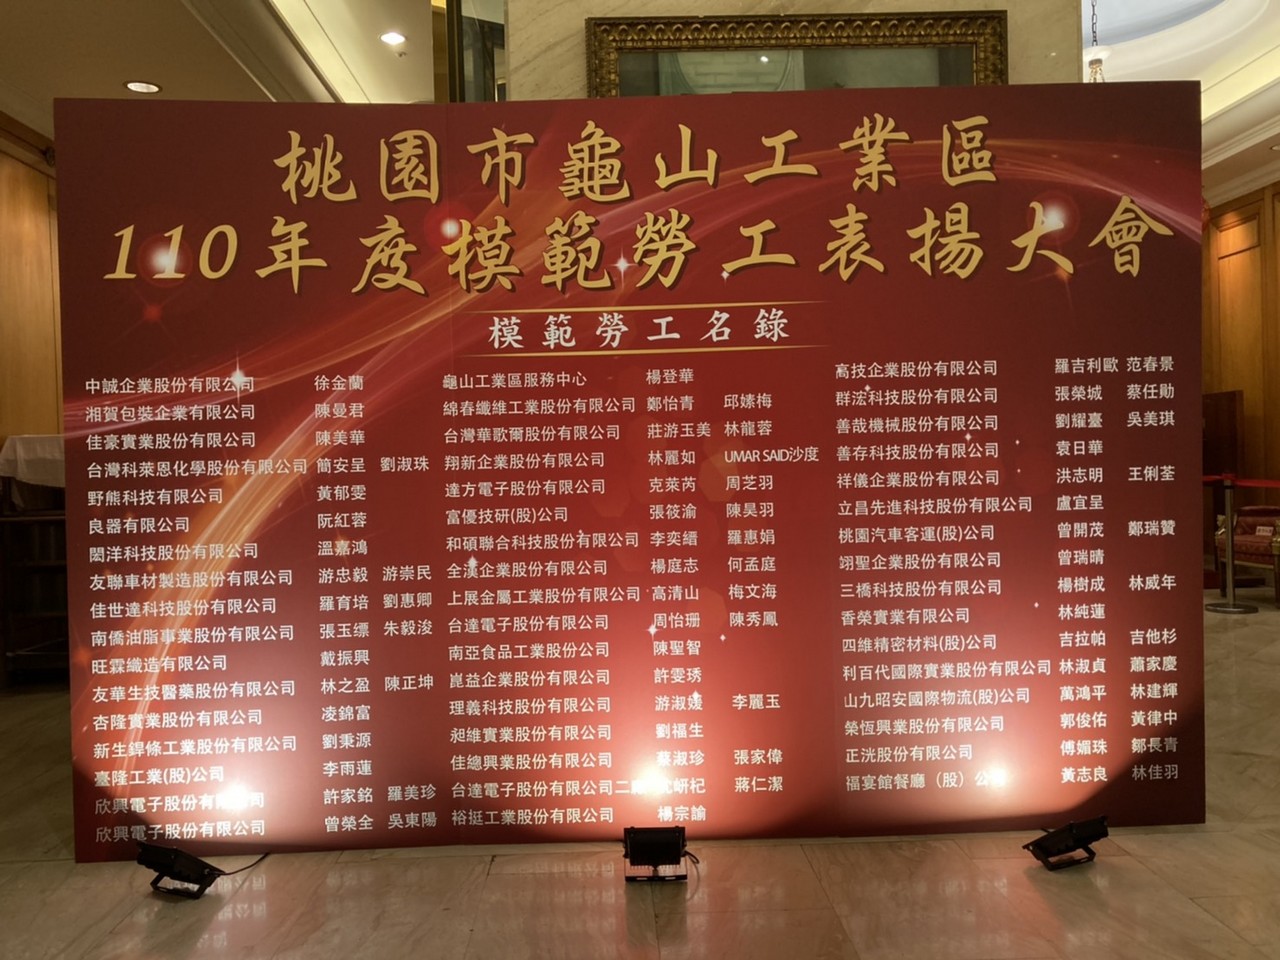 桃園市龜山工業區
110年度模範勞工表揚大會
模範勞工名錄
中誠企業股份有限公司 徐金蘭
湘賀包裝企業有限公司 陳曼君
佳豪實業股份有限公司 陳美華
台灣科萊恩化學股份有限公司 簡安呈 劉淑珠
野熊科技有限公司 黃郁雯
良器有限公司 阮紅蓉
閎洋科技股份有限公司 溫嘉鴻
友聯車材製造股份有限公司 游忠毅 游崇民
佳世達科技股份有限公司 羅育培 劉惠卿
南僑油脂事業股份有限公司 張玉缥 朱毅浚
旺霖織造有限公司 戴振興
友華生技醫藥股份有限公司 林之盈 陳正坤
杏隆實業股份有限公司 凌錦富
新生銲條工業股份有限公司 劉秉源
臺隆工業(股)公司 李雨蓮
欣興電子股份有限公司 許家銘 羅美珍
欣興電子股份有限公司 曾榮全 吳東陽
龜山工業區服務中心 楊登華
綿春纖維工業股份有限公司 鄭怡青 邱嫊梅
台灣華歌爾股份有限公司 莊游玉美 林龍蓉
翔新企業股份有限公司 林麗如 UMAR SAID沙度
達方電子股份有限公司 克萊芮 周芝羽
富優技研(股)公司 張筱渝 陳昊羽
和碩聯合科技股份有限公司 李奕縉 羅惠娟
全漢企業股份有限公司 楊庭志 何孟庭
上展金屬工業股份有限公司 高清山 梅文海
台達電子股份有限公司 周怡珊 陳秀鳳
南亞食品工業股份公司 陳聖智
崑益企業股份有限公司 許雯琇
理義科技股份有限公司 游淑媛 李麗玉
昶維實業股份有限公司 劉福生
佳總興業股份有限公司 蔡淑珍 張家偉
台達電子股份有限公司二廠 岍杞 蔣仁潔
裕挺工業股份有限公司 楊宗諭
高技企業股份有限公司 羅吉利歐 范春景
群浤科技股份有限公司 張榮城 蔡任勛
善哉機械股份有限公司 劉耀臺 吳美琪
善存科技股份有限公司 袁日華
祥儀企業股份有限公司 洪志明 王俐荃
立昌先進科技股份有限公司 盧宜呈
桃園汽車客運(股)公司 曾開茂 鄭瑞贊
翊聖企業股份有限公司 曾瑞晴
三橋科技股份有限公司 楊樹成 林威年
香榮實業有限公司 林純蓮
四維精密材料(股)公司 吉拉帕 吉他杉
利百代國際實業股份有限公司 林淑貞 蕭家慶
山九昭安國際物流(股)公司 萬鴻平 林建輝
榮恆興業股份有限公司 郭俊佑 黃律中
正洸股份有限公司 傅媚珠 鄒長青
福宴館餐廳（股）公司 黃志良 林佳羽